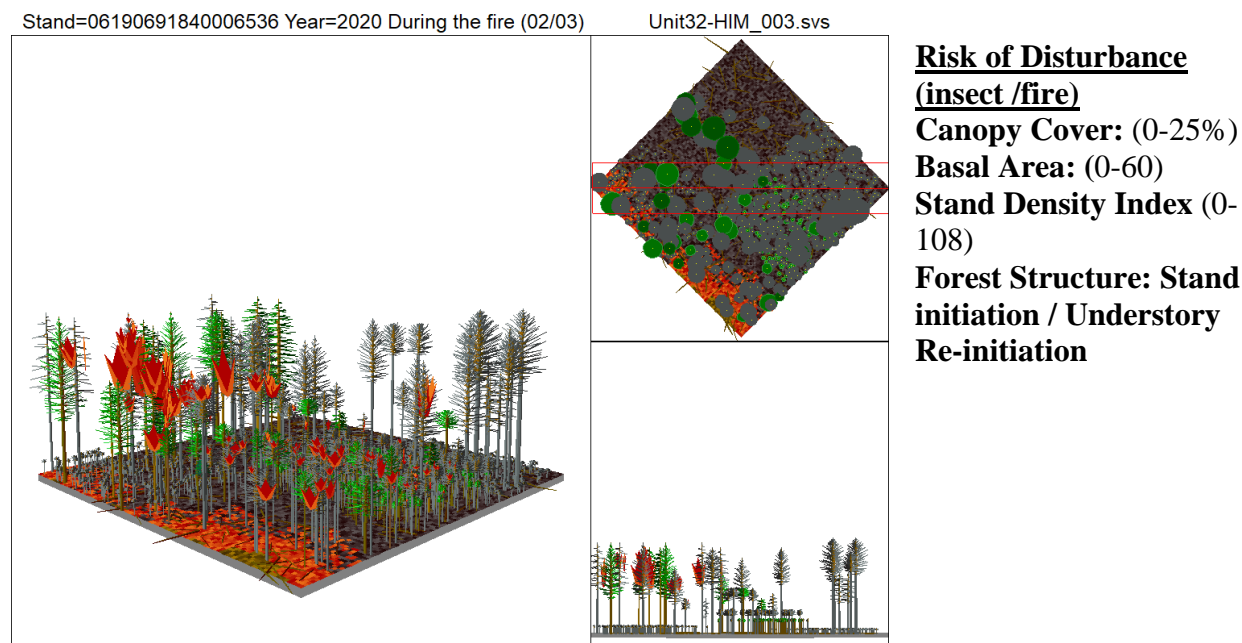 Stand=06190691840006536 Year=2020 During the fire (02/03)
Unit32-HIM_003.svs
Risk of Disturbance
(insect /fire)
Canopy Cover: (0-25%)
Basal Area: (0-60)
Stand Density Index (0-
108)
Forest Structure: Stand
initiation / Understory
Re-initiation